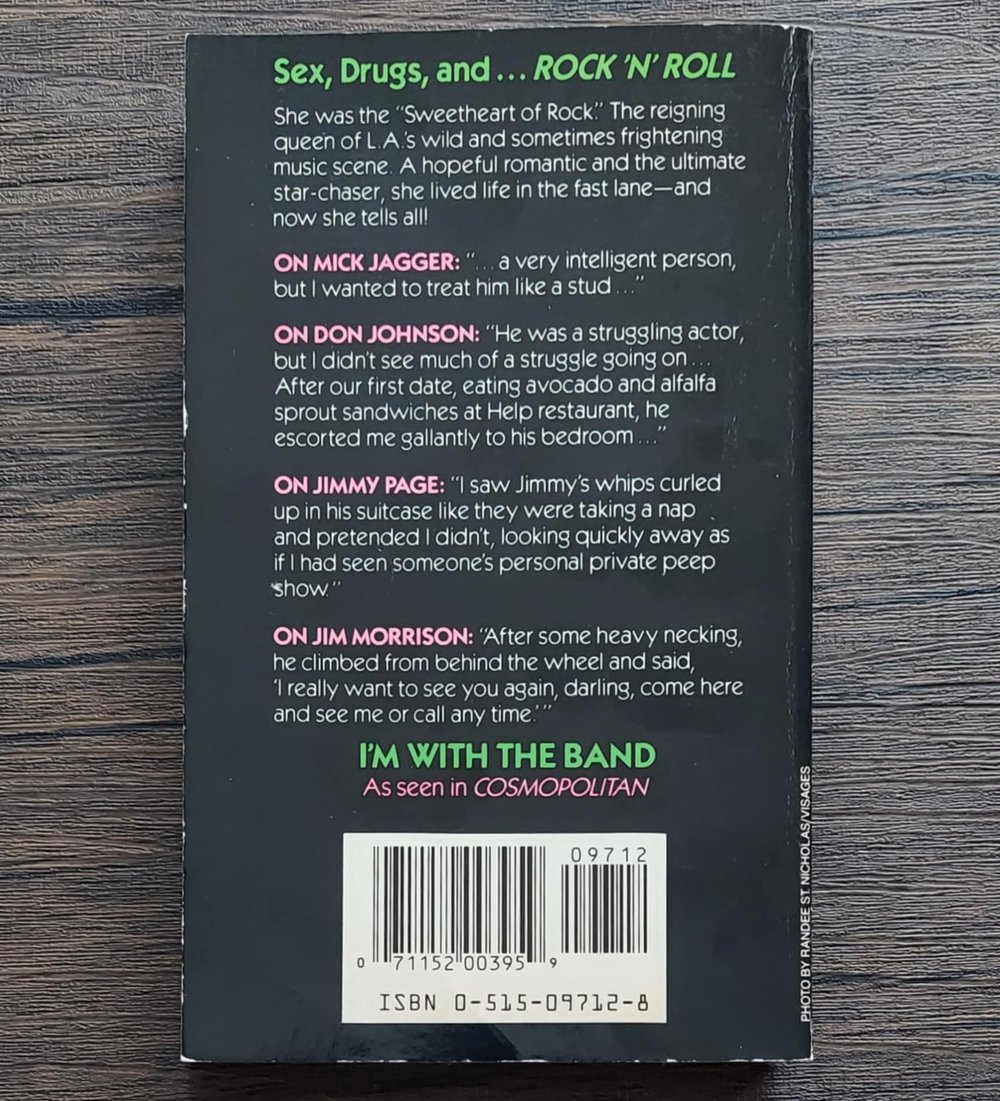 Sex, Drugs, and... ROCK 'N' ROLL
She was the "Sweetheart of Rock." The reigning
queen of L.A.'s wild and sometimes frightening
music scene. A hopeful romantic and the ultimate
star-chaser, she lived life in the fast lane—and
now she tells all!
ON MICK JAGGER: "...a very intelligent person,
but I wanted to treat him like a stud..."
ON DON JOHNSON: "He was a struggling actor,
but I didn't see much of a struggle going on...
After our first date, eating avocado and alfalfa
sprout sandwiches at Help restaurant, he
escorted me gallantly to his bedroom..."
ON JIMMY PAGE: "I saw Jimmy's whips curled
up in his suitcase like they were taking a nap
and pretended I didn't, looking quickly away as
if I had seen someone's personal private peep
show."
ON JIM MORRISON: "After some heavy necking,
he climbed from behind the wheel and said,
'I really want to see you again, darling, come here
and see me or call any time.'"
I'M WITH THE BAND
As seen in COSMOPOLITAN
09712
0 71152 00395 9
ISBN 0-515-09712-8
PHOTO BY RANDEE ST. NICHOLAS/VISAGES